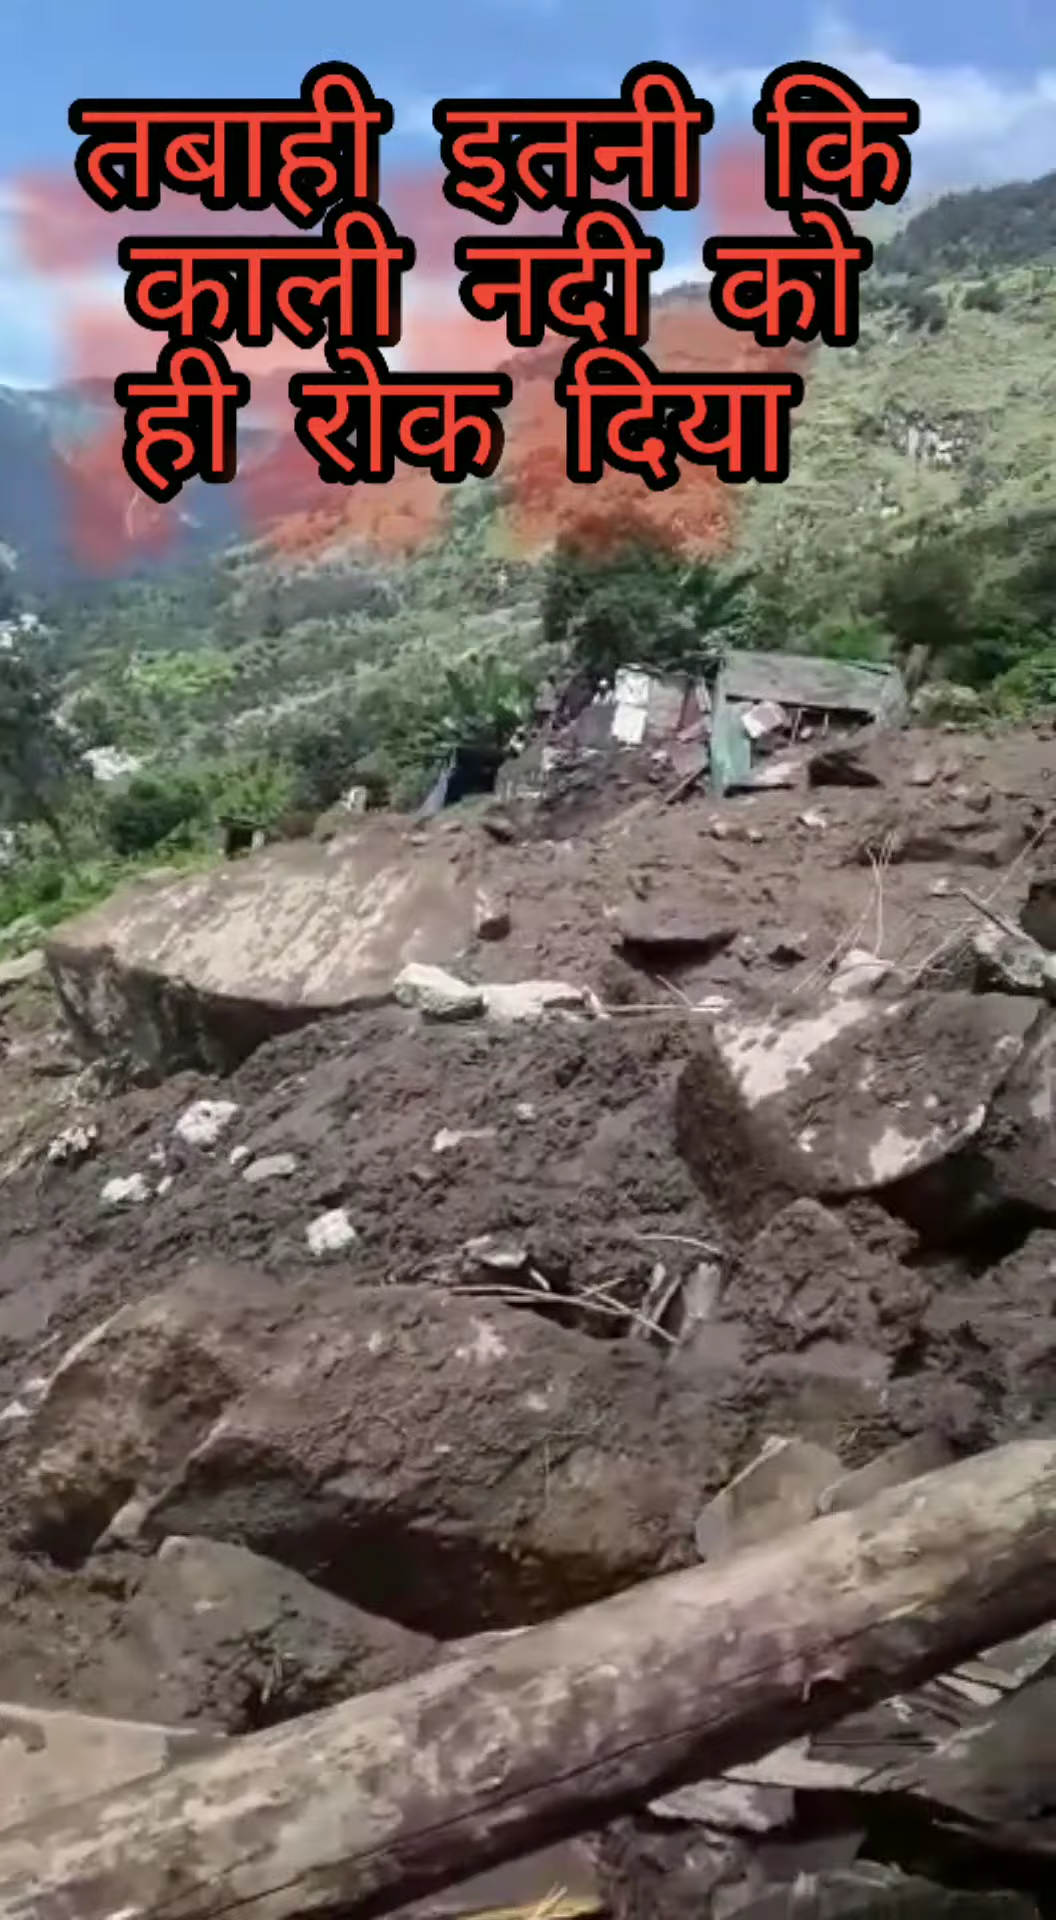 तबाही इतनी कि
काली नदी को
ही रोक दिया